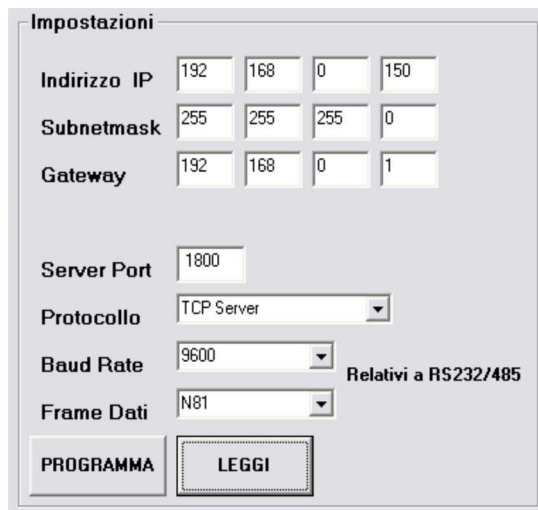 Impostazioni
Indirizzo IP 192 168 0 150
Subnetmask 255 255 255 0
Gateway 192 168 0 1
Server Port 1800
Protocollo TCP Server
Baud Rate 9600
Relativi a RS232/485
Frame Dati N81
PROGRAMMA LEGGI